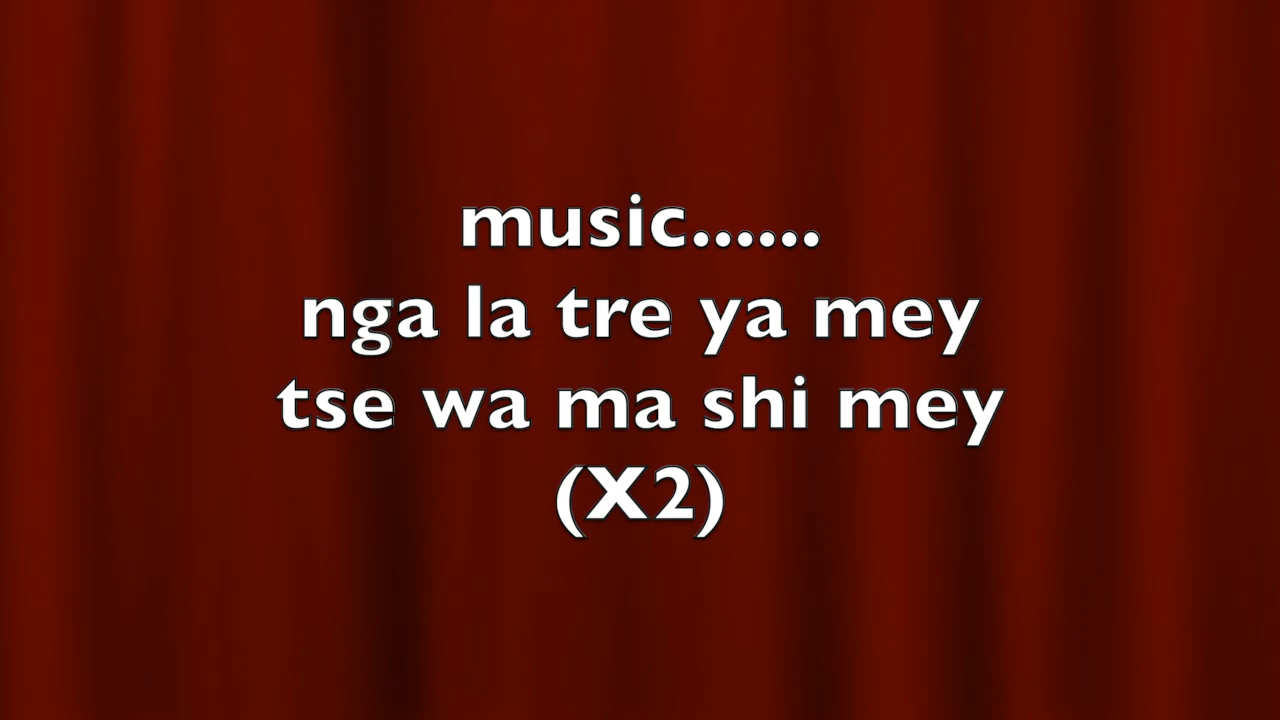 music......
nga la tre ya mey
tse wa ma shi mey
(X2)